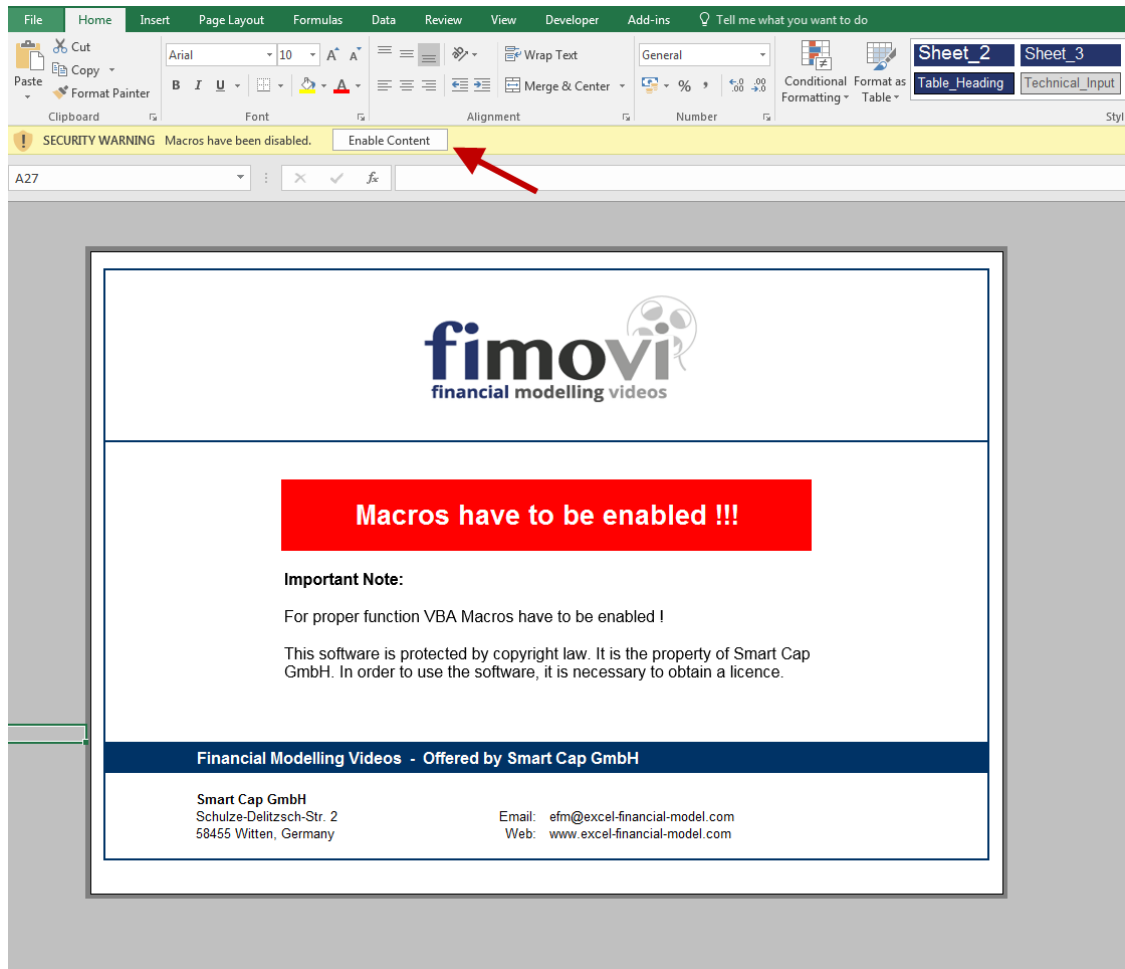 File Home Insert Page Layout Formulas Data Review View Developer Add-ins Tell me what you want to do
Cut
Copy
Format Painter
Paste
Clipboard
Arial 10 A A
B I U A
Font
Wrap Text
Merge & Center
Alignment
General
% , .0 .00 .00 .0
Number
Conditional Formatting
Format as Table
Sheet_2 Sheet_3
Table_Heading Technical_Input
Styl
SECURITY WARNING Macros have been disabled. Enable Content
A27 fx
fimovi
financial modelling videos
Macros have to be enabled !!!
Important Note:
For proper function VBA Macros have to be enabled !
This software is protected by copyright law. It is the property of Smart Cap
GmbH. In order to use the software, it is necessary to obtain a licence.
Financial Modelling Videos - Offered by Smart Cap GmbH
Smart Cap GmbH
Schulze-Delitzsch-Str. 2 Email: efm@excel-financial-model.com
58455 Witten, Germany Web: www.excel-financial-model.com